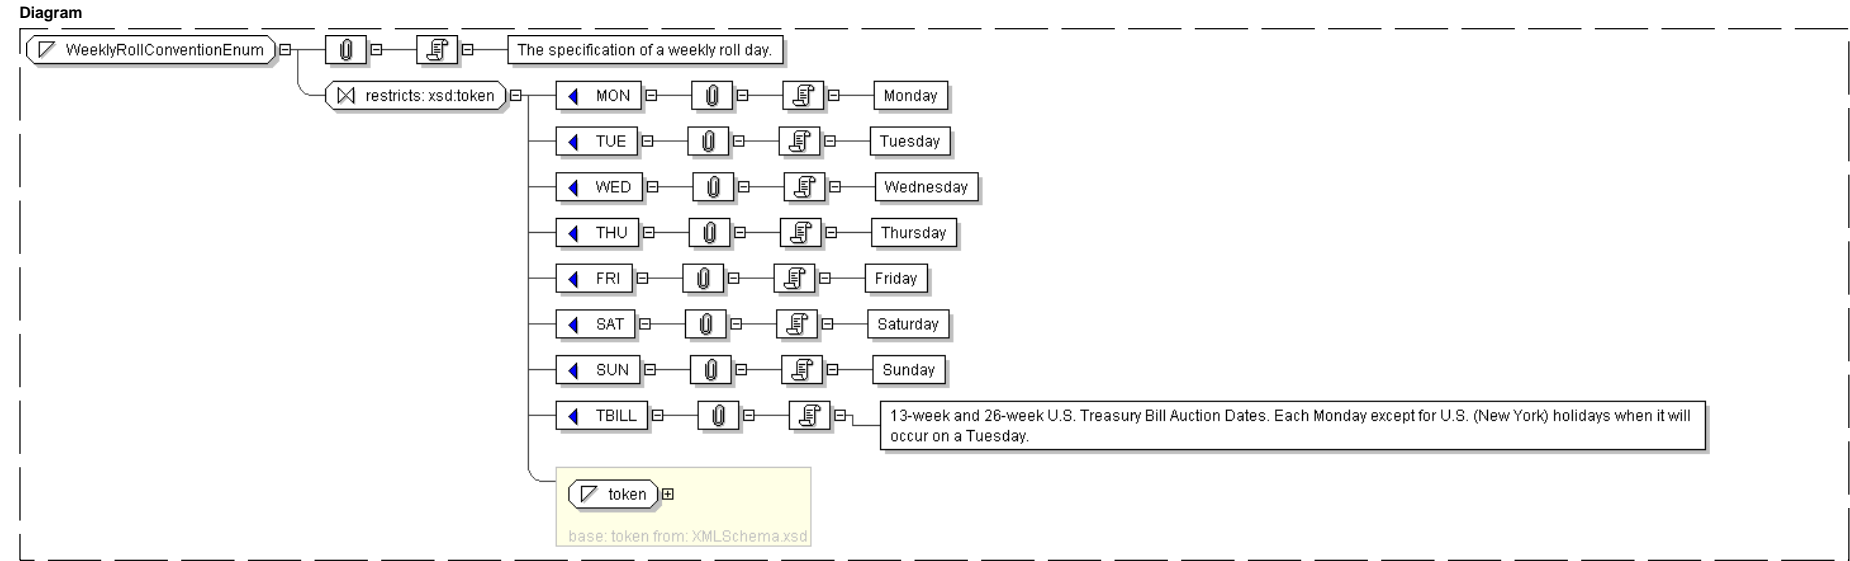 Diagram
WeeklyRollConventionEnum
The specification of a weekly roll day.
restricts: xsd:token
MON
Monday
TUE
Tuesday
WED
Wednesday
THU
Thursday
FRI
Friday
SAT
Saturday
SUN
Sunday
TBILL
13-week and 26-week U.S. Treasury Bill Auction Dates. Each Monday except for U.S. (New York) holidays when it will
occur on a Tuesday.
token
base: token from: XMLSchema.xsd